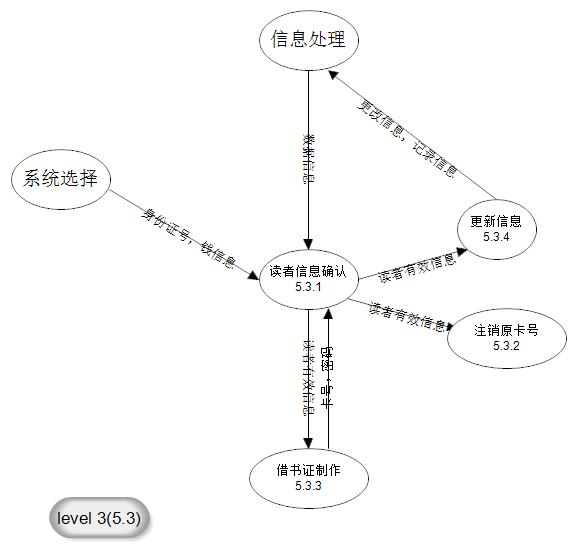 信息处理
更改信息，记录信息
数据信息
系统选择
身份证号，钱信息
更新信息
5.3.4
读者信息确认
5.3.1
读者有效信息
读者有效信息
注销原卡号
5.3.2
读者有效信息
卡号，密码
借书证制作
5.3.3
level 3(5.3)